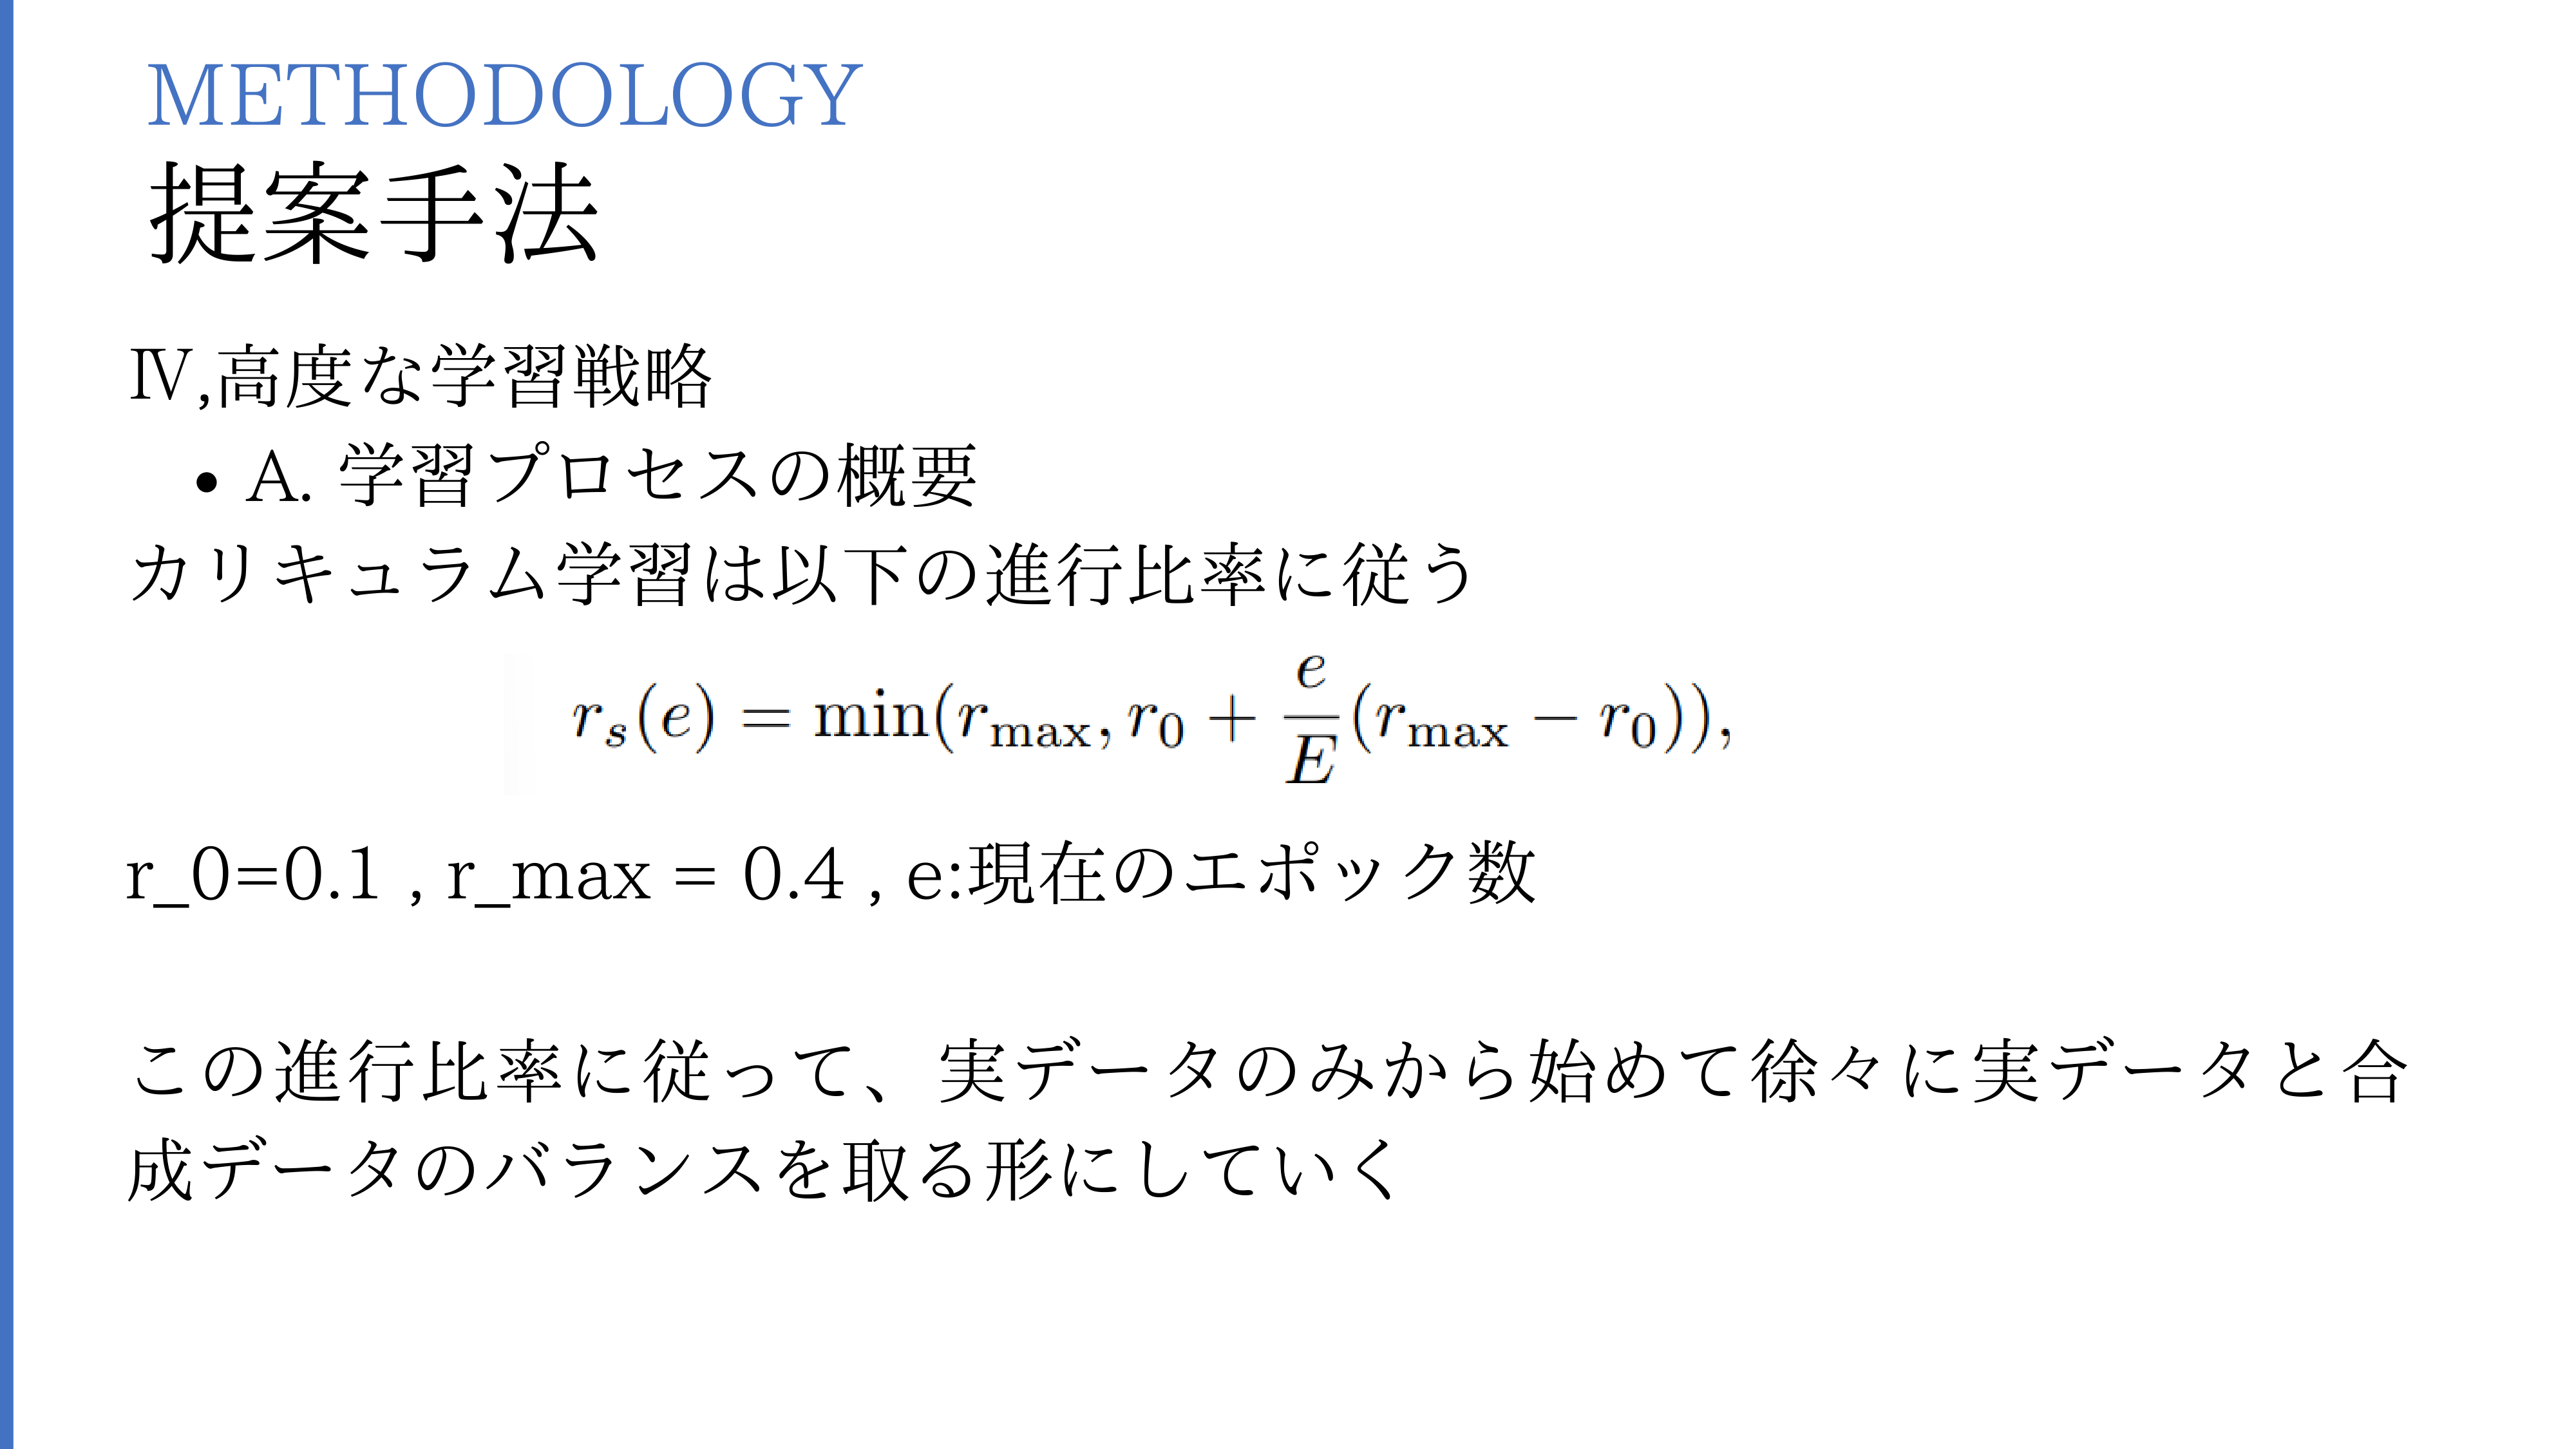 METHODOLOGY
提案手法
Ⅳ,高度な学習戦略
• A. 学習プロセスの概要
カリキュラム学習は以下の進行比率に従う
r_s(e) = min(r_max, r_0 + e/E (r_max − r_0)),
r_0=0.1 , r_max = 0.4 , e:現在のエポック数
この進行比率に従って、実データのみから始めて徐々に実データと合
成データのバランスを取る形にしていく